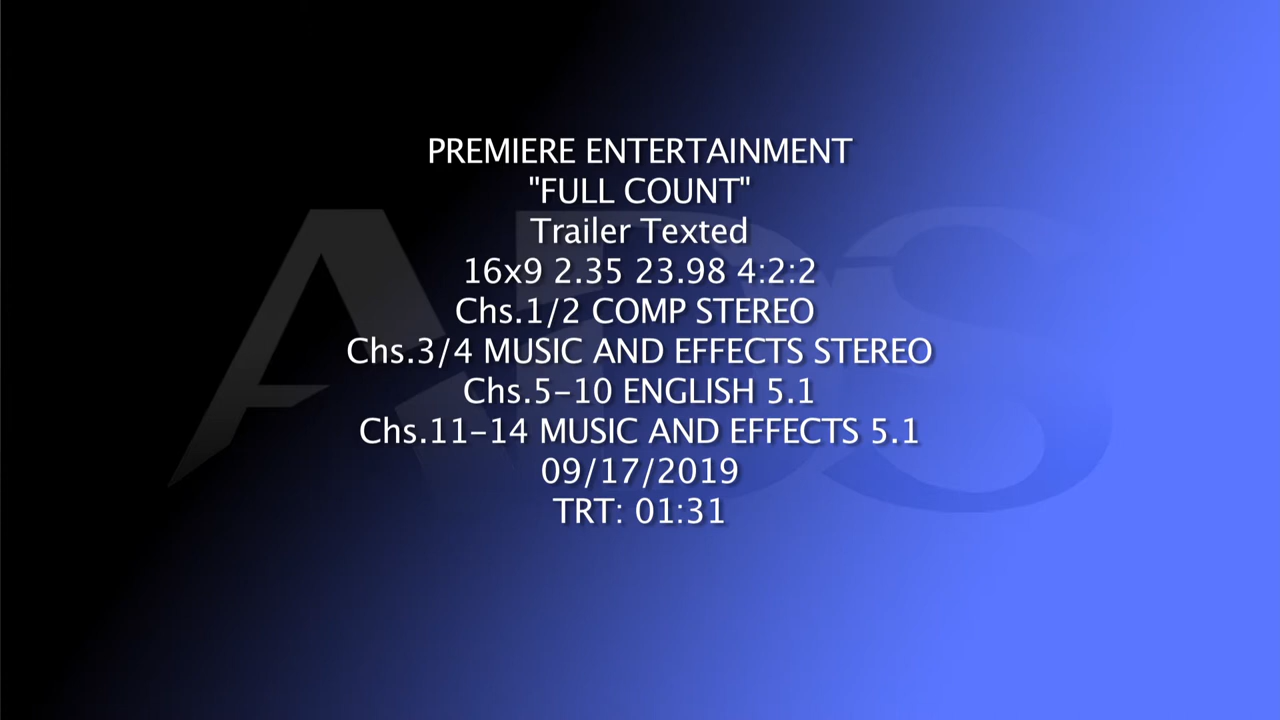 PREMIERE ENTERTAINMENT
"FULL COUNT"
Trailer Texted
16x9 2.35 23.98 4:2:2
Chs.1/2 COMP STEREO
Chs.3/4 MUSIC AND EFFECTS STEREO
Chs.5-10 ENGLISH 5.1
Chs.11-14 MUSIC AND EFFECTS 5.1
09/17/2019
TRT: 01:31
ADS